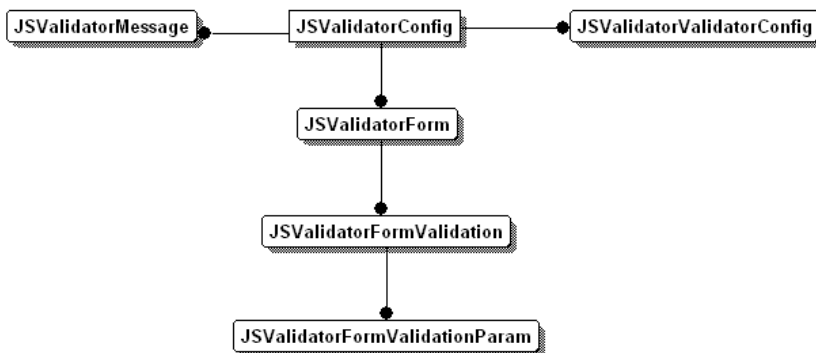 JSValidatorMessage
JSValidatorConfig
JSValidatorValidatorConfig
JSValidatorForm
JSValidatorFormValidation
JSValidatorFormValidationParam